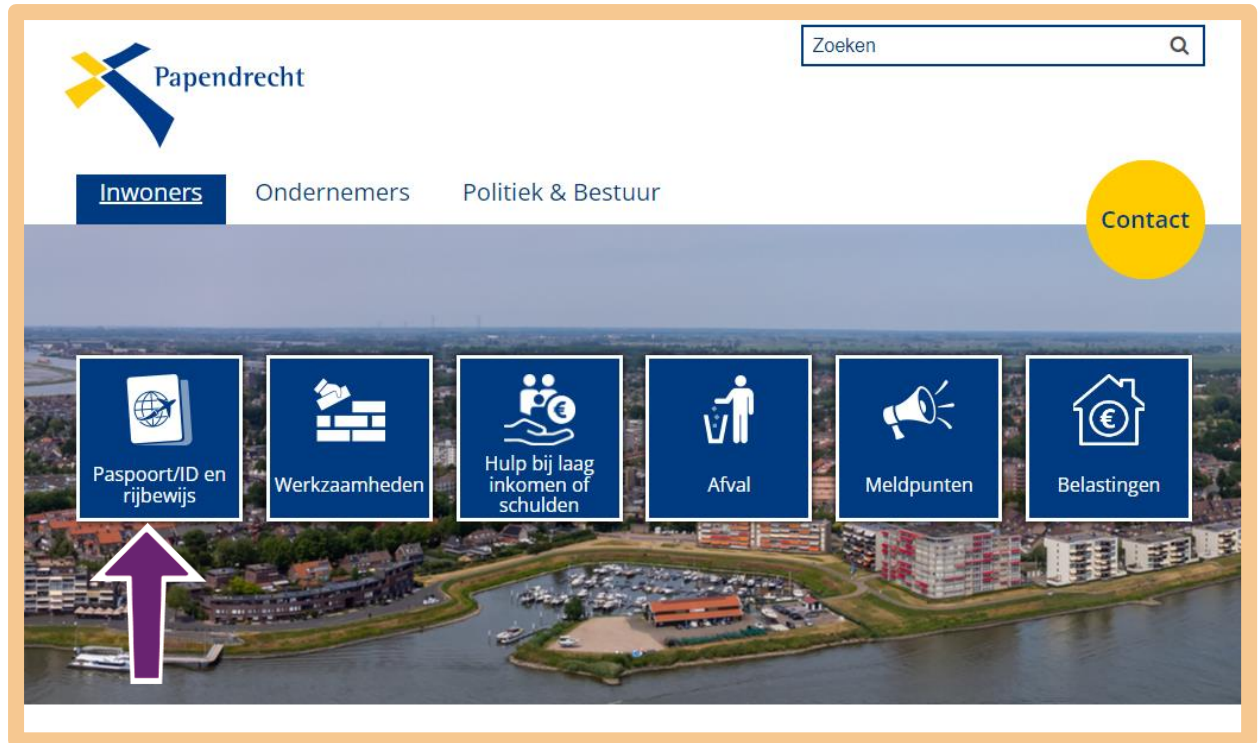 Zoeken
Papendrecht
Inwoners
Ondernemers
Politiek & Bestuur
Contact
Paspoort/ID en
rijbewijs
Werkzaamheden
Hulp bij laag
inkomen of
schulden
Afval
Meldpunten
Belastingen